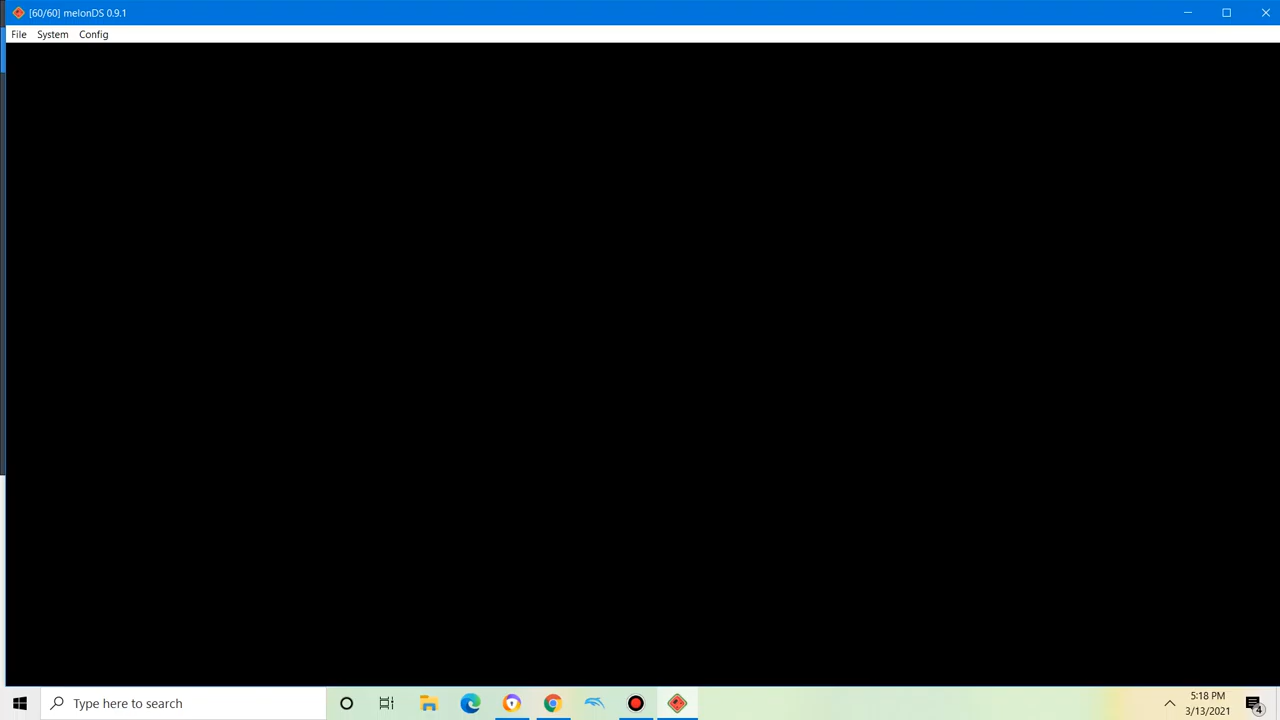 [60/60] melonDS 0.9.1
File System Config
Type here to search
5:18 PM
3/13/2021
4